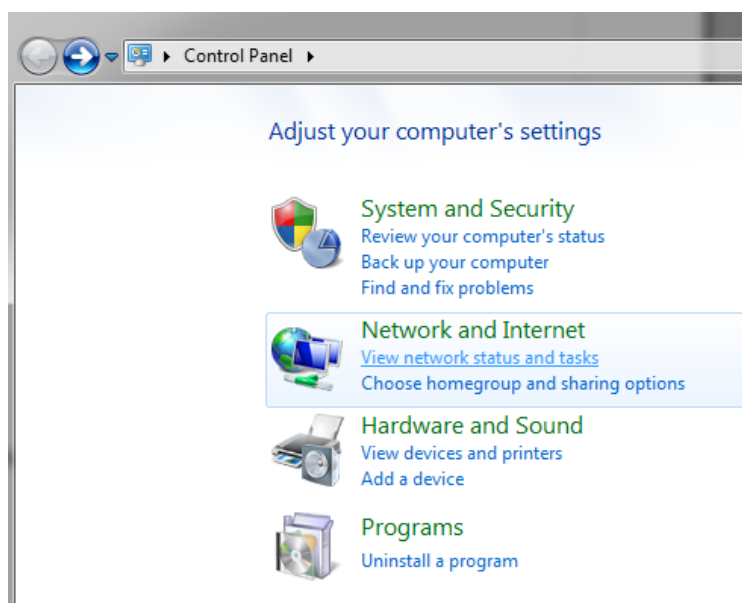 Control Panel
Adjust your computer's settings
System and Security
Review your computer's status
Back up your computer
Find and fix problems
Network and Internet
View network status and tasks
Choose homegroup and sharing options
Hardware and Sound
View devices and printers
Add a device
Programs
Uninstall a program